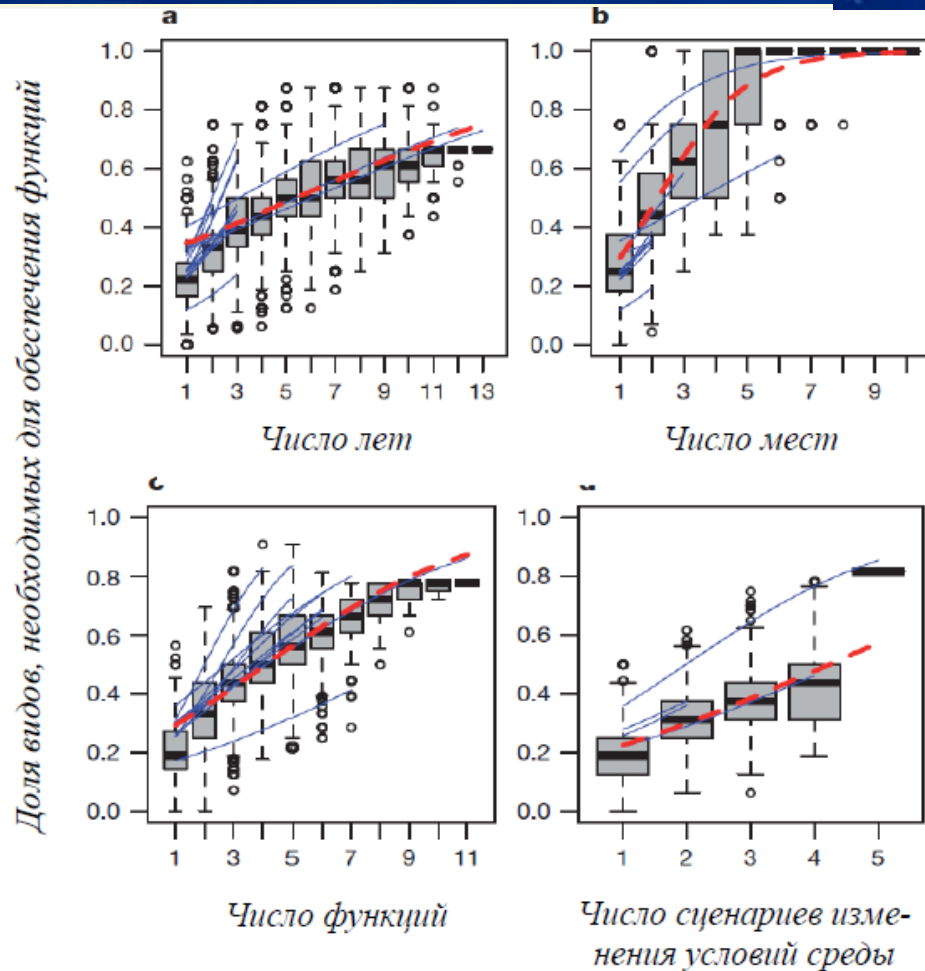 Доля видов, необходимых для обеспечения функций
a
1.0
0.8
0.6
0.4
0.2
0.0
1 3 5 7 9 11 13
Число лет
b
1.0
0.8
0.6
0.4
0.2
0.0
1 3 5 7 9
Число мест
c
1.0
0.8
0.6
0.4
0.2
0.0
1 3 5 7 9 11
Число функций
d
1.0
0.8
0.6
0.4
0.2
0.0
1 2 3 4 5
Число сценариев изме-
нения условий среды